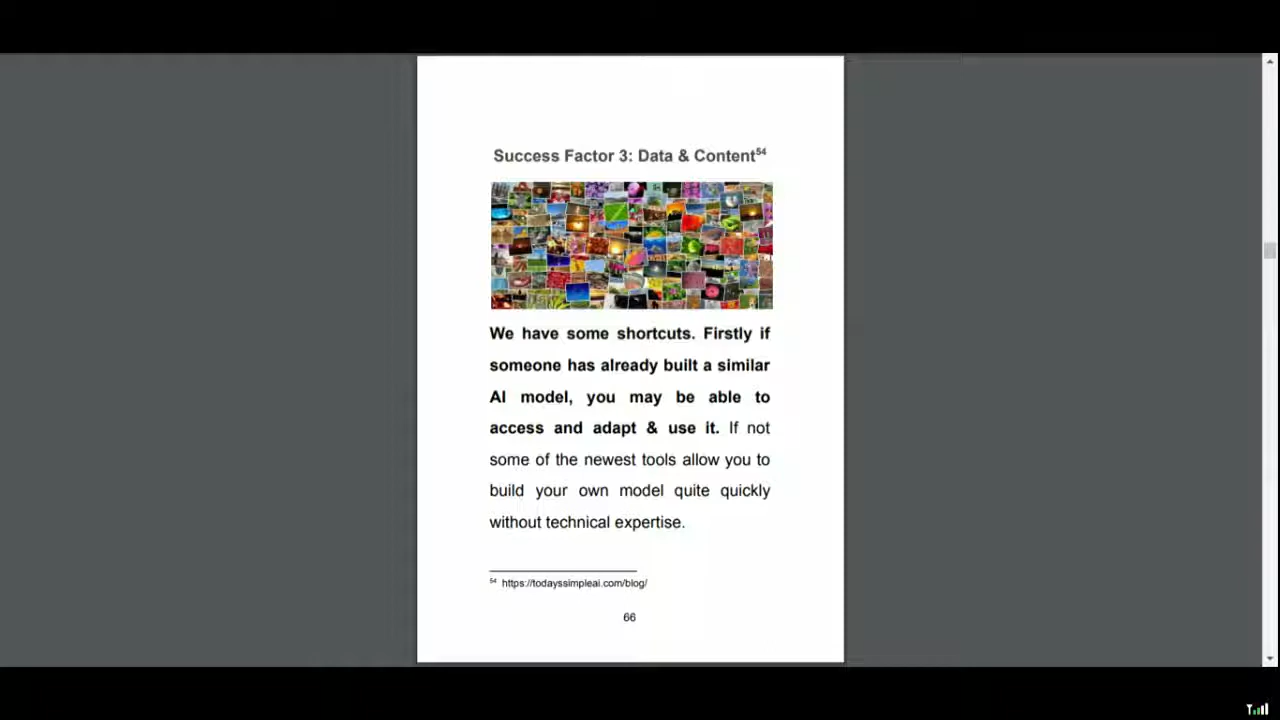 Success Factor 3: Data & Content54
We have some shortcuts. Firstly if
someone has already built a similar
AI model, you may be able to
access and adapt & use it. If not
some of the newest tools allow you to
build your own model quite quickly
without technical expertise.
54 https://todayssimpleai.com/blog/
66